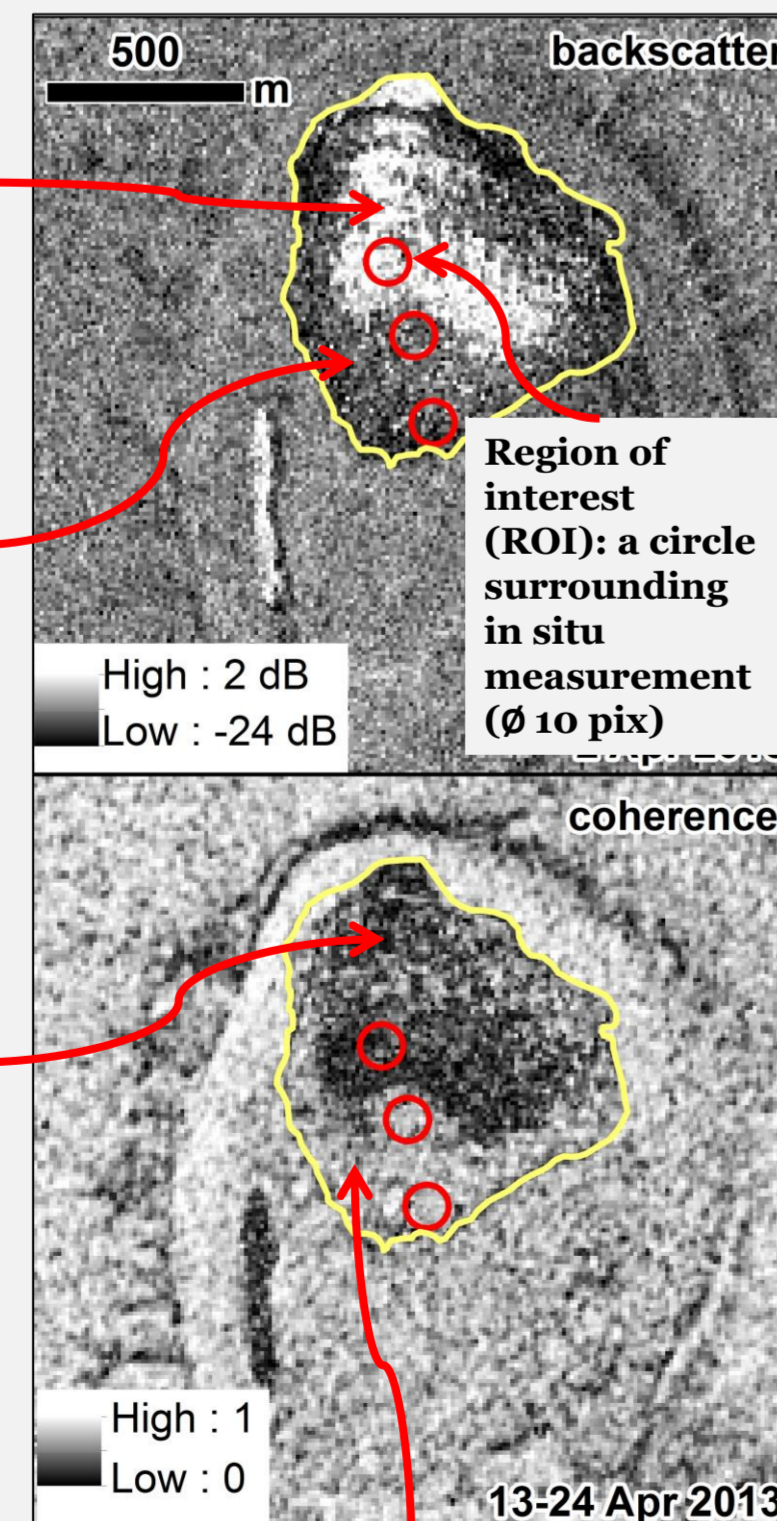 500
m
backscatter
Region of
interest
(ROI): a circle
surrounding
in situ
measurement
(Ø 10 pix)
High : 2 dB
Low : -24 dB
coherence
High : 1
Low : 0
13-24 Apr 2013